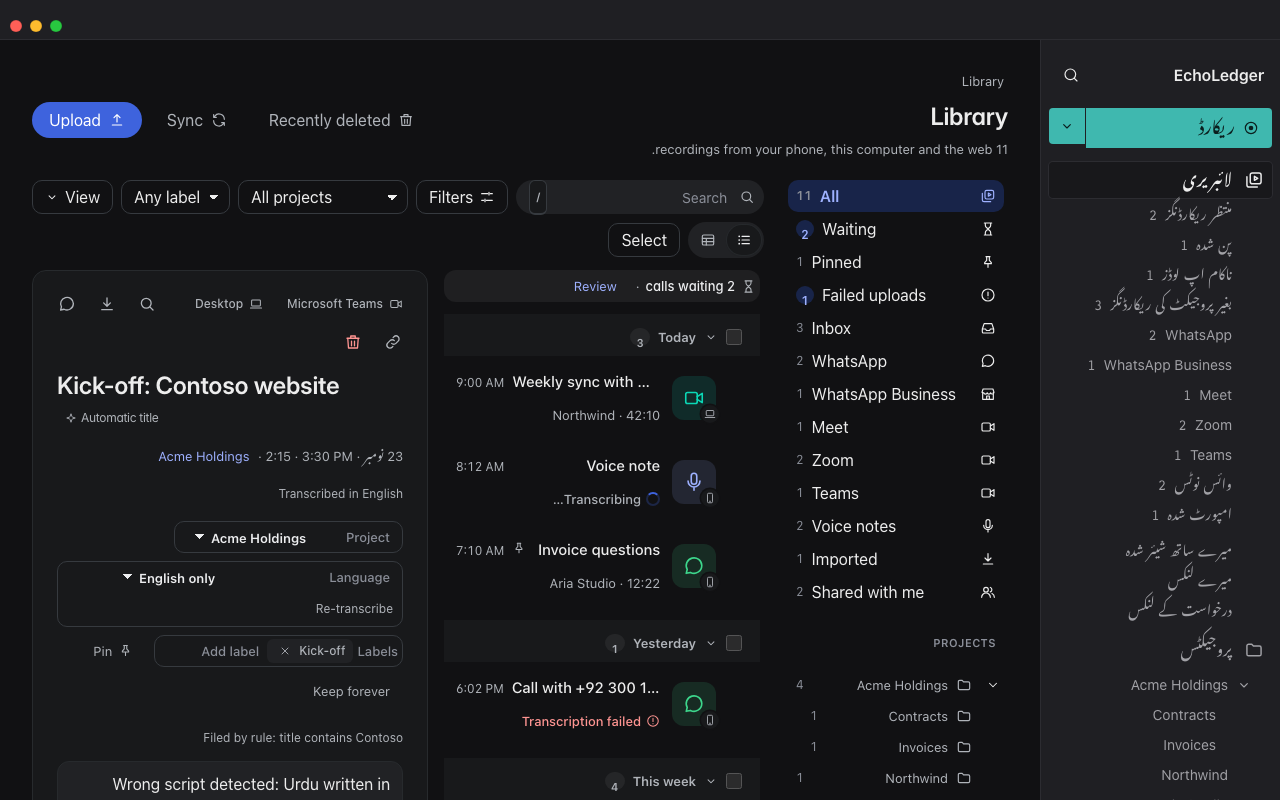 EchoLedger
ریکارڈ
لائبریری
منتظر ریکارڈنگز 2
پن شدہ 1
ناکام اپ لوڈز 1
بغیر پروجیکٹ کی ریکارڈنگز 3
WhatsApp 2
WhatsApp Business 1
Meet 1
Zoom 2
Teams 1
وائس نوٹس 2
امپورٹ شدہ 1
میرے ساتھ شیئر شدہ
میرے لنکس
درخواست کے لنکس
پروجیکٹس
Acme Holdings
Contracts
Invoices
Northwind
Library
Library
.recordings from your phone, this computer and the web 11
Recently deleted
Sync
Upload
Search /
Filters
All projects
Any label
View
Select
All 11
Waiting 2
Pinned 1
Failed uploads 1
Inbox 3
WhatsApp 2
WhatsApp Business 1
Meet 1
Zoom 2
Teams 1
Voice notes 2
Imported 1
Shared with me 2
PROJECTS
Acme Holdings 4
Contracts 1
Invoices 1
Northwind 1
calls waiting 2 · Review
Today 3
9:00 AM Weekly sync with ...
Northwind · 42:10
8:12 AM Voice note
...Transcribing
7:10 AM Invoice questions
Aria Studio · 12:22
Yesterday 1
6:02 PM Call with +92 300 1...
Transcription failed
This week 4
Microsoft Teams
Desktop
Kick-off: Contoso website
Automatic title
23 نومبر · 3:30 PM · 2:15 · Acme Holdings
Transcribed in English
Project Acme Holdings
Language English only
Re-transcribe
Labels Kick-off × Add label
Pin
Keep forever
Filed by rule: title contains Contoso
Wrong script detected: Urdu written in